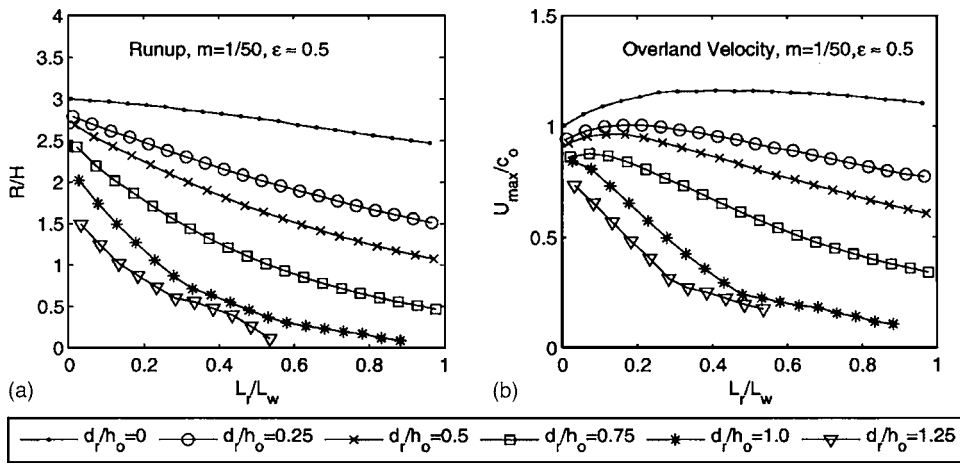 4
3.5
3
2.5
2
1.5
1
0.5
0
R/H
Runup, m=1/50, ε ≈ 0.5
0 0.2 0.4 0.6 0.8 1
L_r/L_w
(a)
1.5
1
0.5
0
U_max/c_o
Overland Velocity, m=1/50,ε ≈ 0.5
0 0.2 0.4 0.6 0.8 1
L_r/L_w
(b)
d_r/h_o=0 d_r/h_o=0.25 d_r/h_o=0.5 d_r/h_o=0.75 d_r/h_o=1.0 d_r/h_o=1.25